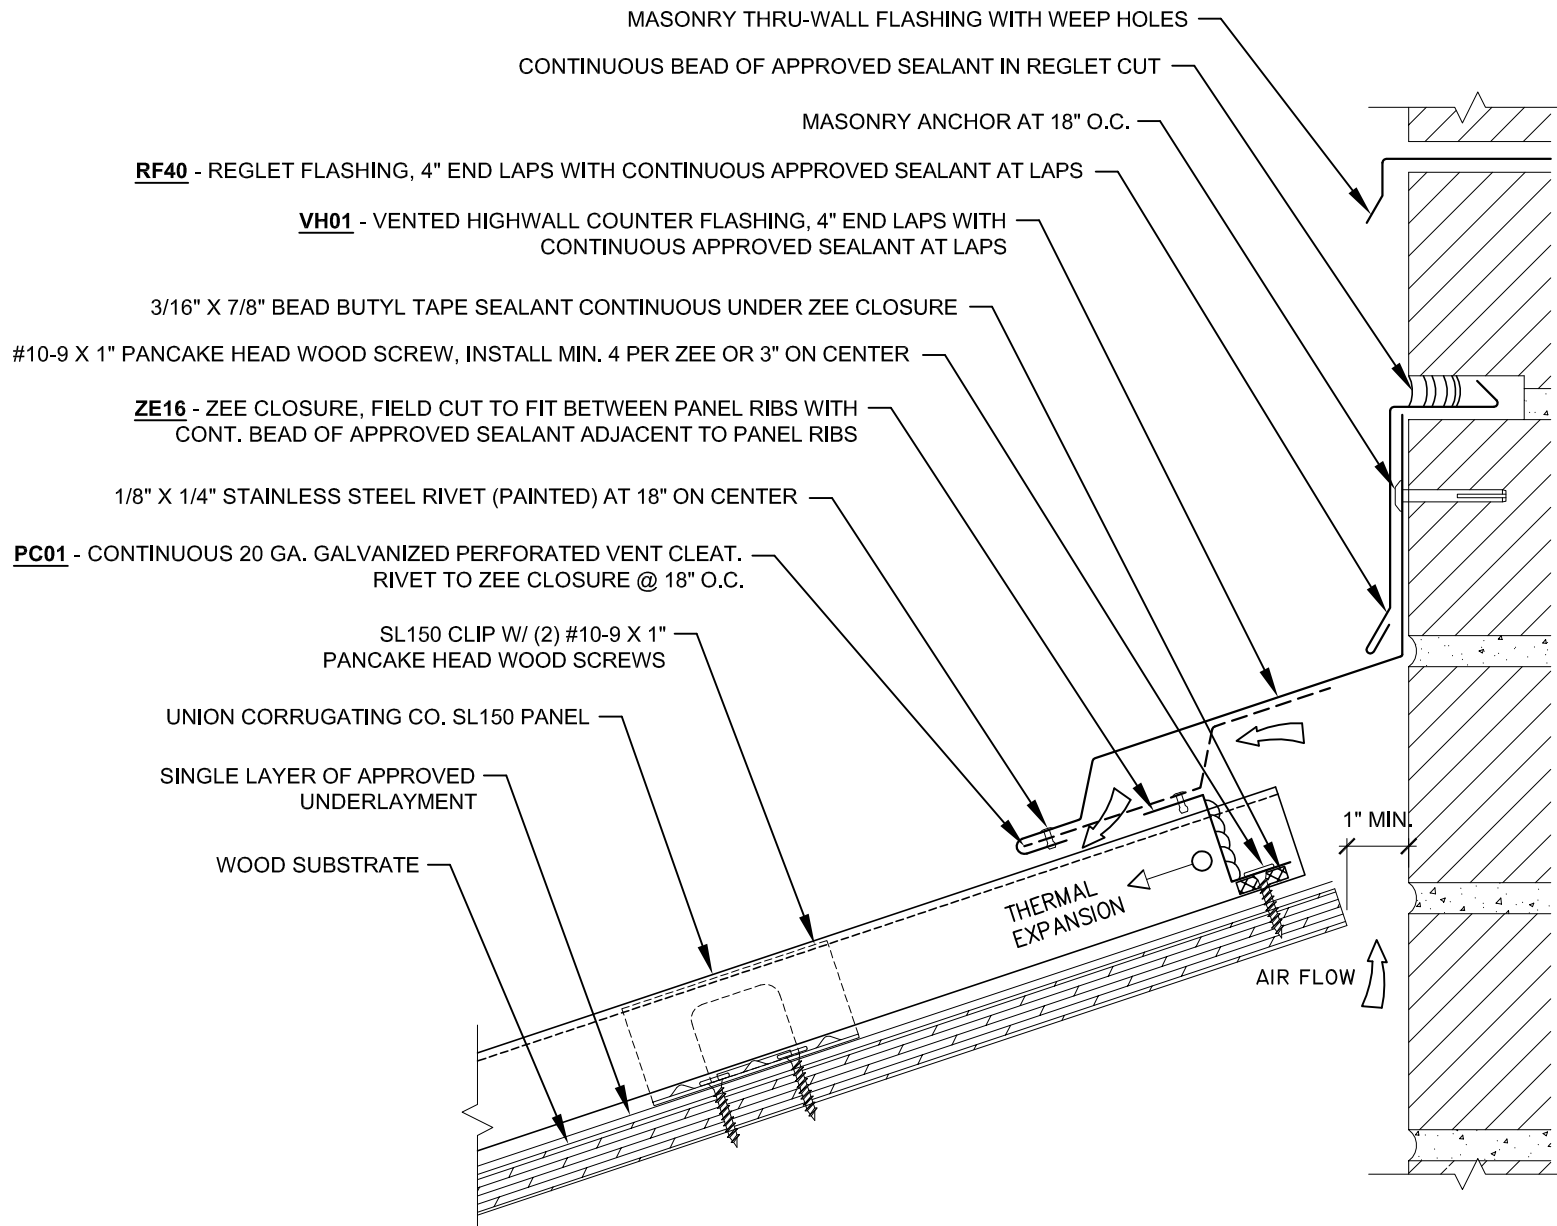 MASONRY THRU-WALL FLASHING WITH WEEP HOLES
CONTINUOUS BEAD OF APPROVED SEALANT IN REGLET CUT
MASONRY ANCHOR AT 18" O.C.
RF40 - REGLET FLASHING, 4" END LAPS WITH CONTINUOUS APPROVED SEALANT AT LAPS
VH01 - VENTED HIGHWALL COUNTER FLASHING, 4" END LAPS WITH
CONTINUOUS APPROVED SEALANT AT LAPS
3/16" X 7/8" BEAD BUTYL TAPE SEALANT CONTINUOUS UNDER ZEE CLOSURE
#10-9 X 1" PANCAKE HEAD WOOD SCREW, INSTALL MIN. 4 PER ZEE OR 3" ON CENTER
ZE16 - ZEE CLOSURE, FIELD CUT TO FIT BETWEEN PANEL RIBS WITH
CONT. BEAD OF APPROVED SEALANT ADJACENT TO PANEL RIBS
1/8" X 1/4" STAINLESS STEEL RIVET (PAINTED) AT 18" ON CENTER
PC01 - CONTINUOUS 20 GA. GALVANIZED PERFORATED VENT CLEAT.
RIVET TO ZEE CLOSURE @ 18" O.C.
SL150 CLIP W/ (2) #10-9 X 1"
PANCAKE HEAD WOOD SCREWS
UNION CORRUGATING CO. SL150 PANEL
SINGLE LAYER OF APPROVED
UNDERLAYMENT
WOOD SUBSTRATE
1" MIN.
THERMAL
EXPANSION
AIR FLOW